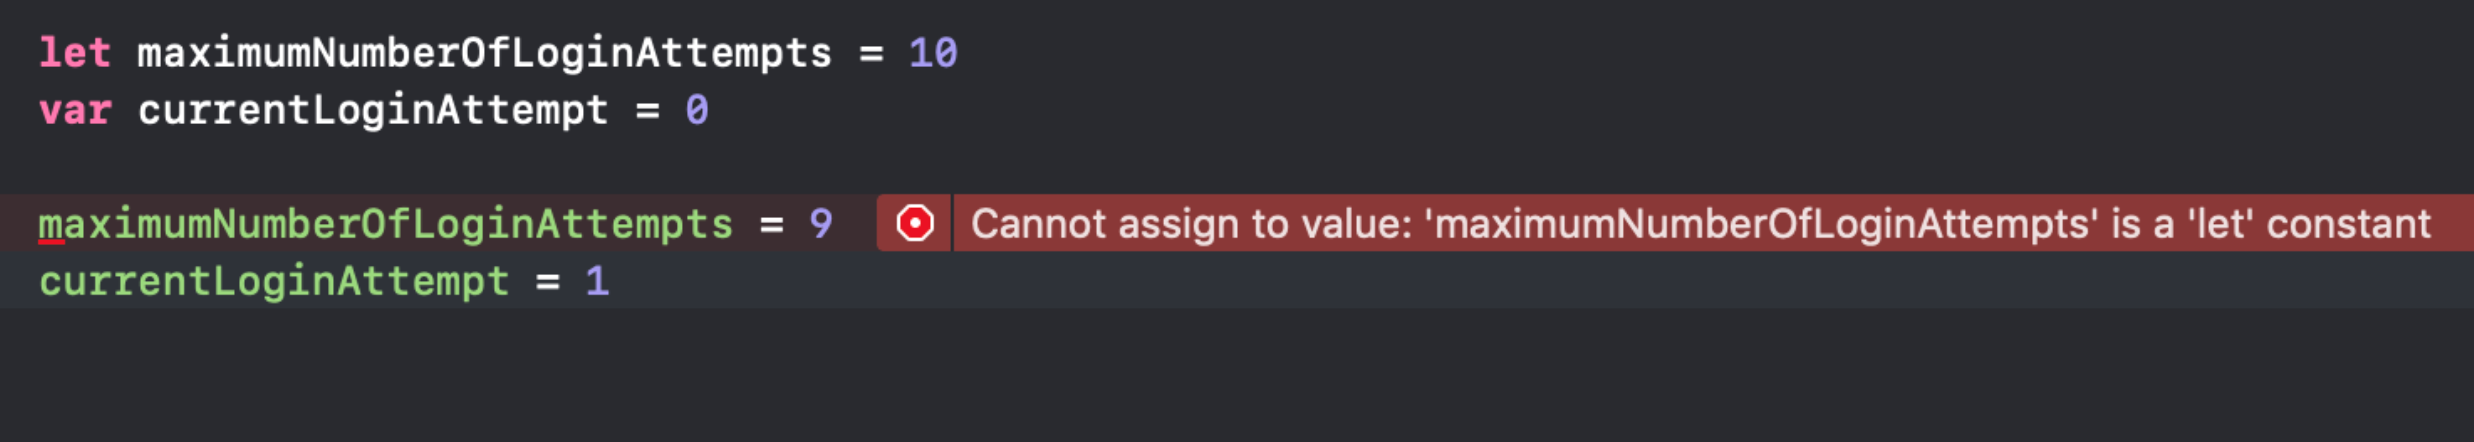 let maximumNumberOfLoginAttempts = 10
var currentLoginAttempt = 0
maximumNumberOfLoginAttempts = 9 Cannot assign to value: 'maximumNumberOfLoginAttempts' is a 'let' constant
currentLoginAttempt = 1